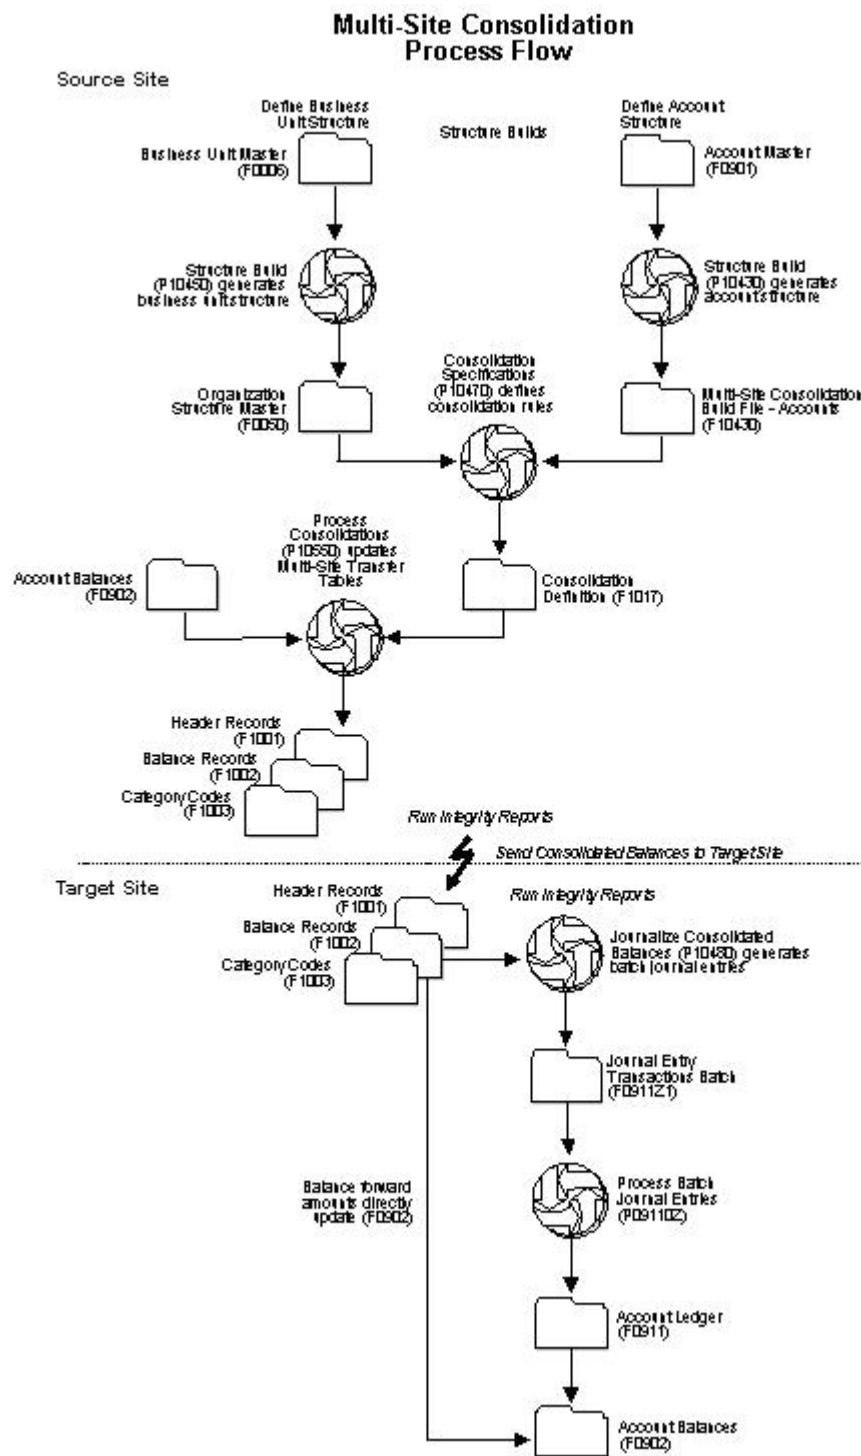 Multi-Site Consolidation
Process Flow
Source Site
Define Business
Unit Structure
Structure Builds
Define Account
Structure
Business Unit Master
(F0006)
Account Master
(F0901)
Structure Build
(P10450) generates
business unit structure
Structure Build
(P10430) generates
account structure
Consolidation
Specifications
(P10470) defines
consolidation rules
Organization
Structure Master
(F0050)
Multi-Site Consolidation
Build File - Accounts
(F10430)
Process
Consolidations
(P10550) updates
Multi-Site Transfer
Tables
Account Balances
(F0902)
Consolidation
Definition (F1017)
Header Records
(F1001)
Balance Records
(F1002)
Category Codes
(F1003)
Run Integrity Reports
Send Consolidated Balances to Target Site
Target Site
Header Records
(F1001)
Balance Records
(F1002)
Category Codes
(F1003)
Run Integrity Reports
Journalize Consolidated
Balances (P10480) generates
batch journal entries
Journal Entry
Transactions Batch
(F0911Z1)
Balance forward
amounts directly
update (F0902)
Process Batch
Journal Entries
(P09110Z)
Account Ledger
(F0911)
Account Balances
(F0902)